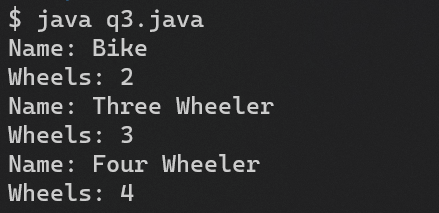 $ java q3.java
Name: Bike
Wheels: 2
Name: Three Wheeler
Wheels: 3
Name: Four Wheeler
Wheels: 4